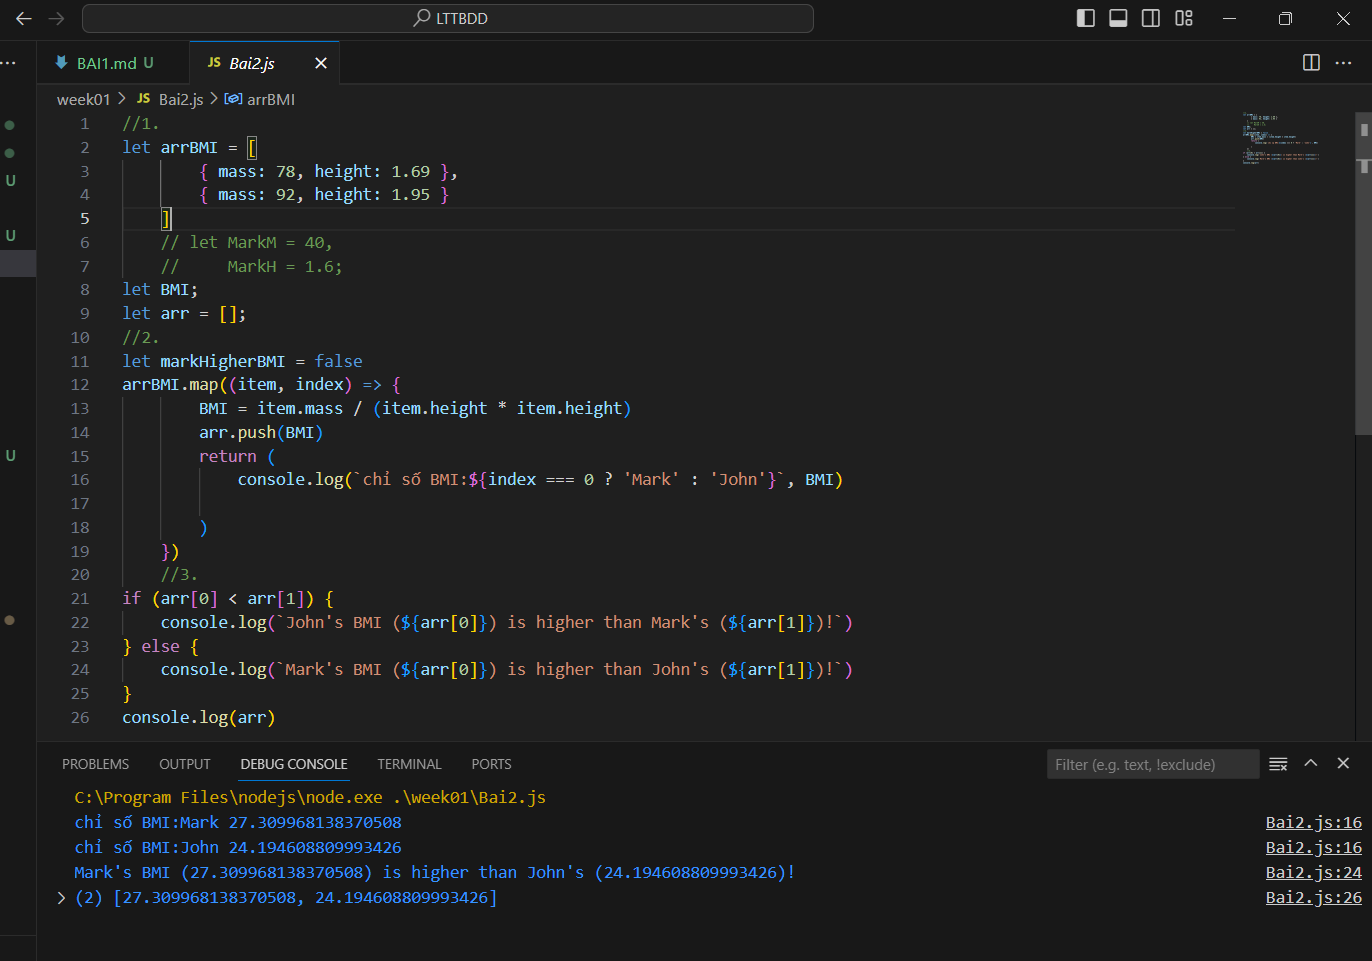 LTTBDD
BAI1.md U
JS Bai2.js
week01 > JS Bai2.js > arrBMI
1 //1.
2 let arrBMI = [
3 { mass: 78, height: 1.69 },
4 { mass: 92, height: 1.95 }
5 ]
6 // let MarkM = 40,
7 //     MarkH = 1.6;
8 let BMI;
9 let arr = [];
10 //2.
11 let markHigherBMI = false
12 arrBMI.map((item, index) => {
13 BMI = item.mass / (item.height * item.height)
14 arr.push(BMI)
15 return (
16 console.log(`chỉ số BMI:${index === 0 ? 'Mark' : 'John'}`, BMI)
17
18 )
19 })
20 //3.
21 if (arr[0] < arr[1]) {
22 console.log(`John's BMI (${arr[0]}) is higher than Mark's (${arr[1]})!`)
23 } else {
24 console.log(`Mark's BMI (${arr[0]}) is higher than John's (${arr[1]})!`)
25 }
26 console.log(arr)
U
U
U
PROBLEMS OUTPUT DEBUG CONSOLE TERMINAL PORTS Filter (e.g. text, !exclude)
C:\Program Files\nodejs\node.exe .\week01\Bai2.js
chỉ số BMI:Mark 27.309968138370508 Bai2.js:16
chỉ số BMI:John 24.194608809993426 Bai2.js:16
Mark's BMI (27.309968138370508) is higher than John's (24.194608809993426)! Bai2.js:24
> (2) [27.309968138370508, 24.194608809993426] Bai2.js:26